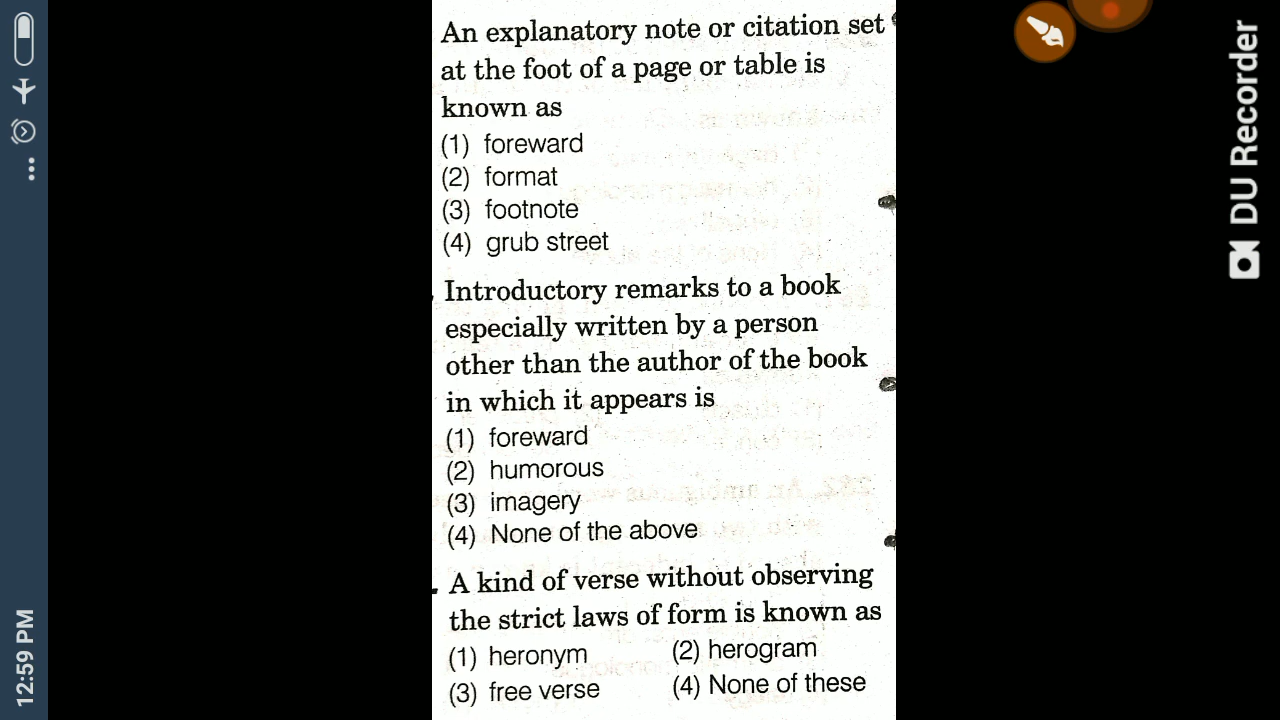 An explanatory note or citation set
at the foot of a page or table is
known as
(1) foreward
(2) format
(3) footnote
(4) grub street
Introductory remarks to a book
especially written by a person
other than the author of the book
in which it appears is
(1) foreward
(2) humorous
(3) imagery
(4) None of the above
A kind of verse without observing
the strict laws of form is known as
(1) heronym (2) herogram
(3) free verse (4) None of these
12:59 PM
DU Recorder